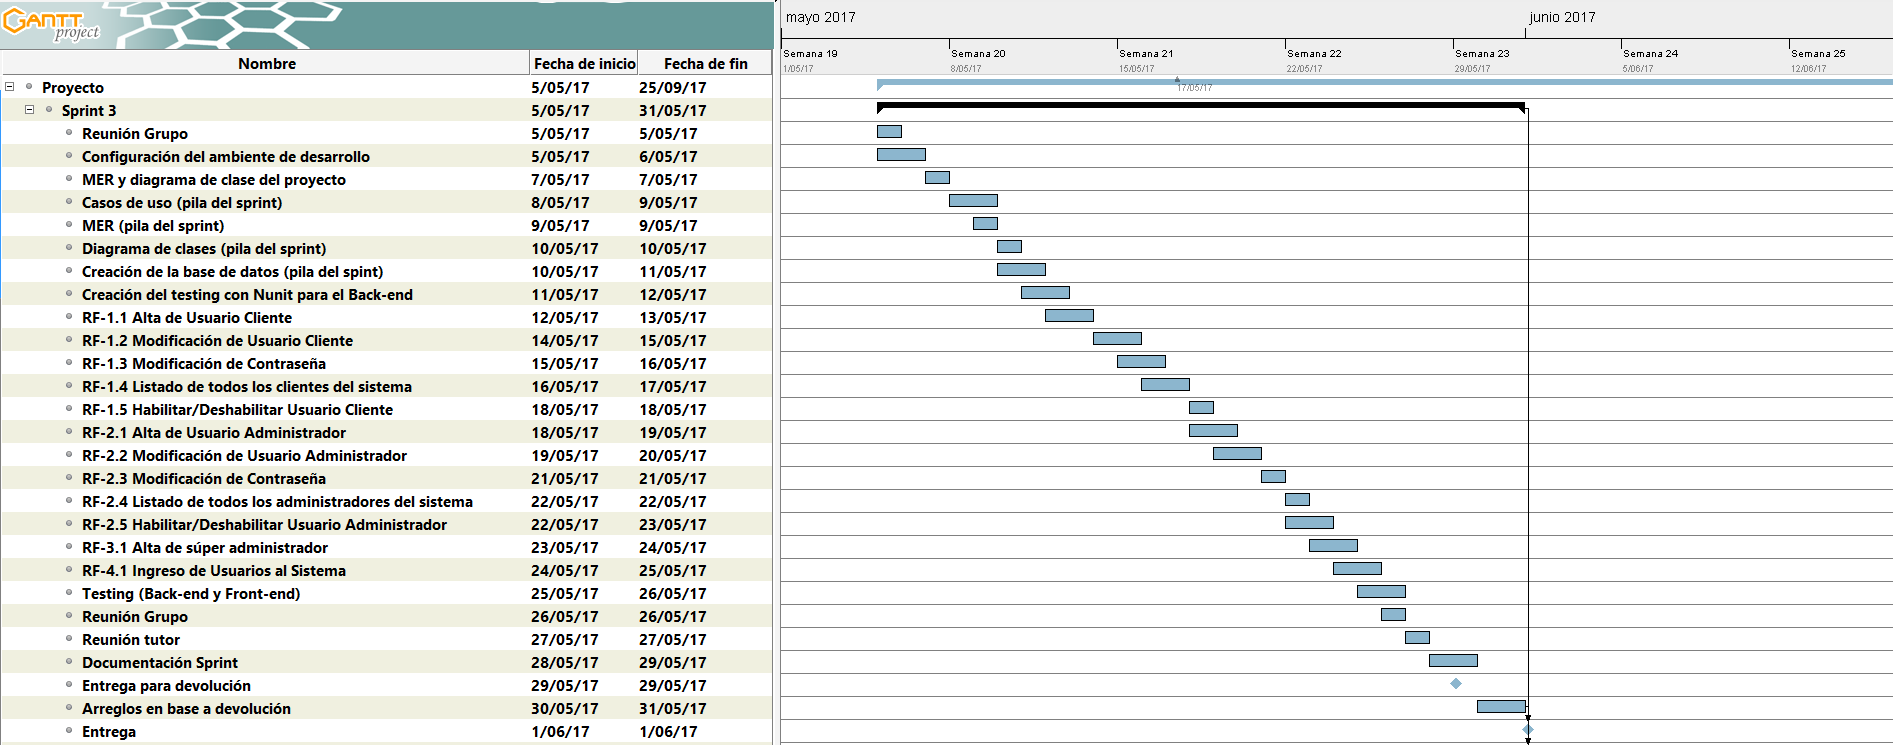 GANTT
project
mayo 2017
junio 2017
Semana 19
Semana 20
Semana 21
Semana 22
Semana 23
Semana 24
Semana 25
1/05/17
8/05/17
15/05/17
22/05/17
29/05/17
5/06/17
12/06/17
17/05/17
Nombre Fecha de inicio Fecha de fin
Proyecto 5/05/17 25/09/17
Sprint 3 5/05/17 31/05/17
Reunión Grupo 5/05/17 5/05/17
Configuración del ambiente de desarrollo 5/05/17 6/05/17
MER y diagrama de clase del proyecto 7/05/17 7/05/17
Casos de uso (pila del sprint) 8/05/17 9/05/17
MER (pila del sprint) 9/05/17 9/05/17
Diagrama de clases (pila del sprint) 10/05/17 10/05/17
Creación de la base de datos (pila del spint) 10/05/17 11/05/17
Creación del testing con Nunit para el Back-end 11/05/17 12/05/17
RF-1.1 Alta de Usuario Cliente 12/05/17 13/05/17
RF-1.2 Modificación de Usuario Cliente 14/05/17 15/05/17
RF-1.3 Modificación de Contraseña 15/05/17 16/05/17
RF-1.4 Listado de todos los clientes del sistema 16/05/17 17/05/17
RF-1.5 Habilitar/Deshabilitar Usuario Cliente 18/05/17 18/05/17
RF-2.1 Alta de Usuario Administrador 18/05/17 19/05/17
RF-2.2 Modificación de Usuario Administrador 19/05/17 20/05/17
RF-2.3 Modificación de Contraseña 21/05/17 21/05/17
RF-2.4 Listado de todos los administradores del sistema 22/05/17 22/05/17
RF-2.5 Habilitar/Deshabilitar Usuario Administrador 22/05/17 23/05/17
RF-3.1 Alta de súper administrador 23/05/17 24/05/17
RF-4.1 Ingreso de Usuarios al Sistema 24/05/17 25/05/17
Testing (Back-end y Front-end) 25/05/17 26/05/17
Reunión Grupo 26/05/17 26/05/17
Reunión tutor 27/05/17 27/05/17
Documentación Sprint 28/05/17 29/05/17
Entrega para devolución 29/05/17 29/05/17
Arreglos en base a devolución 30/05/17 31/05/17
Entrega 1/06/17 1/06/17